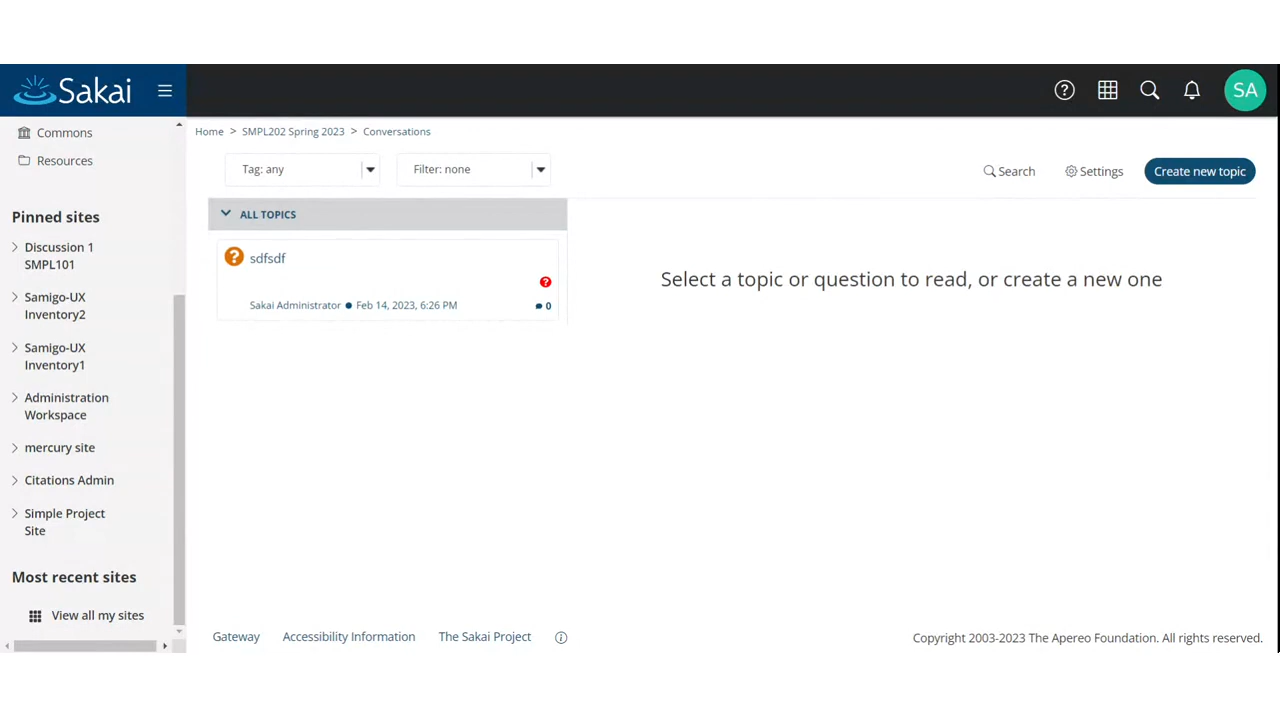 Sakai
SA
Commons
Resources
Pinned sites
Discussion 1
SMPL101
Samigo-UX
Inventory2
Samigo-UX
Inventory1
Administration
Workspace
mercury site
Citations Admin
Simple Project
Site
Most recent sites
View all my sites
Home > SMPL202 Spring 2023 > Conversations
Tag: any
Filter: none
Search
Settings
Create new topic
ALL TOPICS
sdfsdf
Sakai Administrator • Feb 14, 2023, 6:26 PM
0
Select a topic or question to read, or create a new one
Gateway
Accessibility Information
The Sakai Project
Copyright 2003-2023 The Apereo Foundation. All rights reserved.